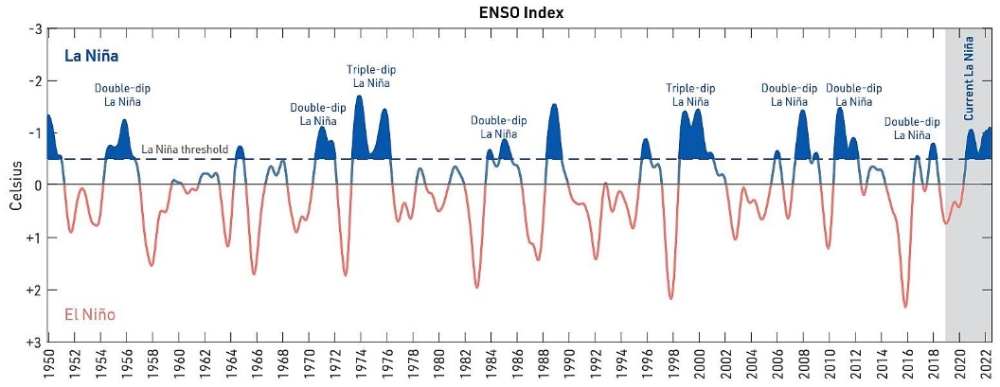 ENSO Index
-3
-2
-1
0
+1
+2
+3
Celsius
La Niña
El Niño
La Niña threshold
Double-dip
La Niña
Double-dip
La Niña
Triple-dip
La Niña
Double-dip
La Niña
Triple-dip
La Niña
Double-dip
La Niña
Double-dip
La Niña
Double-dip
La Niña
Current La Niña
1950
1952
1954
1956
1958
1960
1962
1964
1966
1968
1970
1972
1974
1976
1978
1980
1982
1984
1986
1988
1990
1992
1994
1996
1998
2000
2002
2004
2006
2008
2010
2012
2014
2016
2018
2020
2022